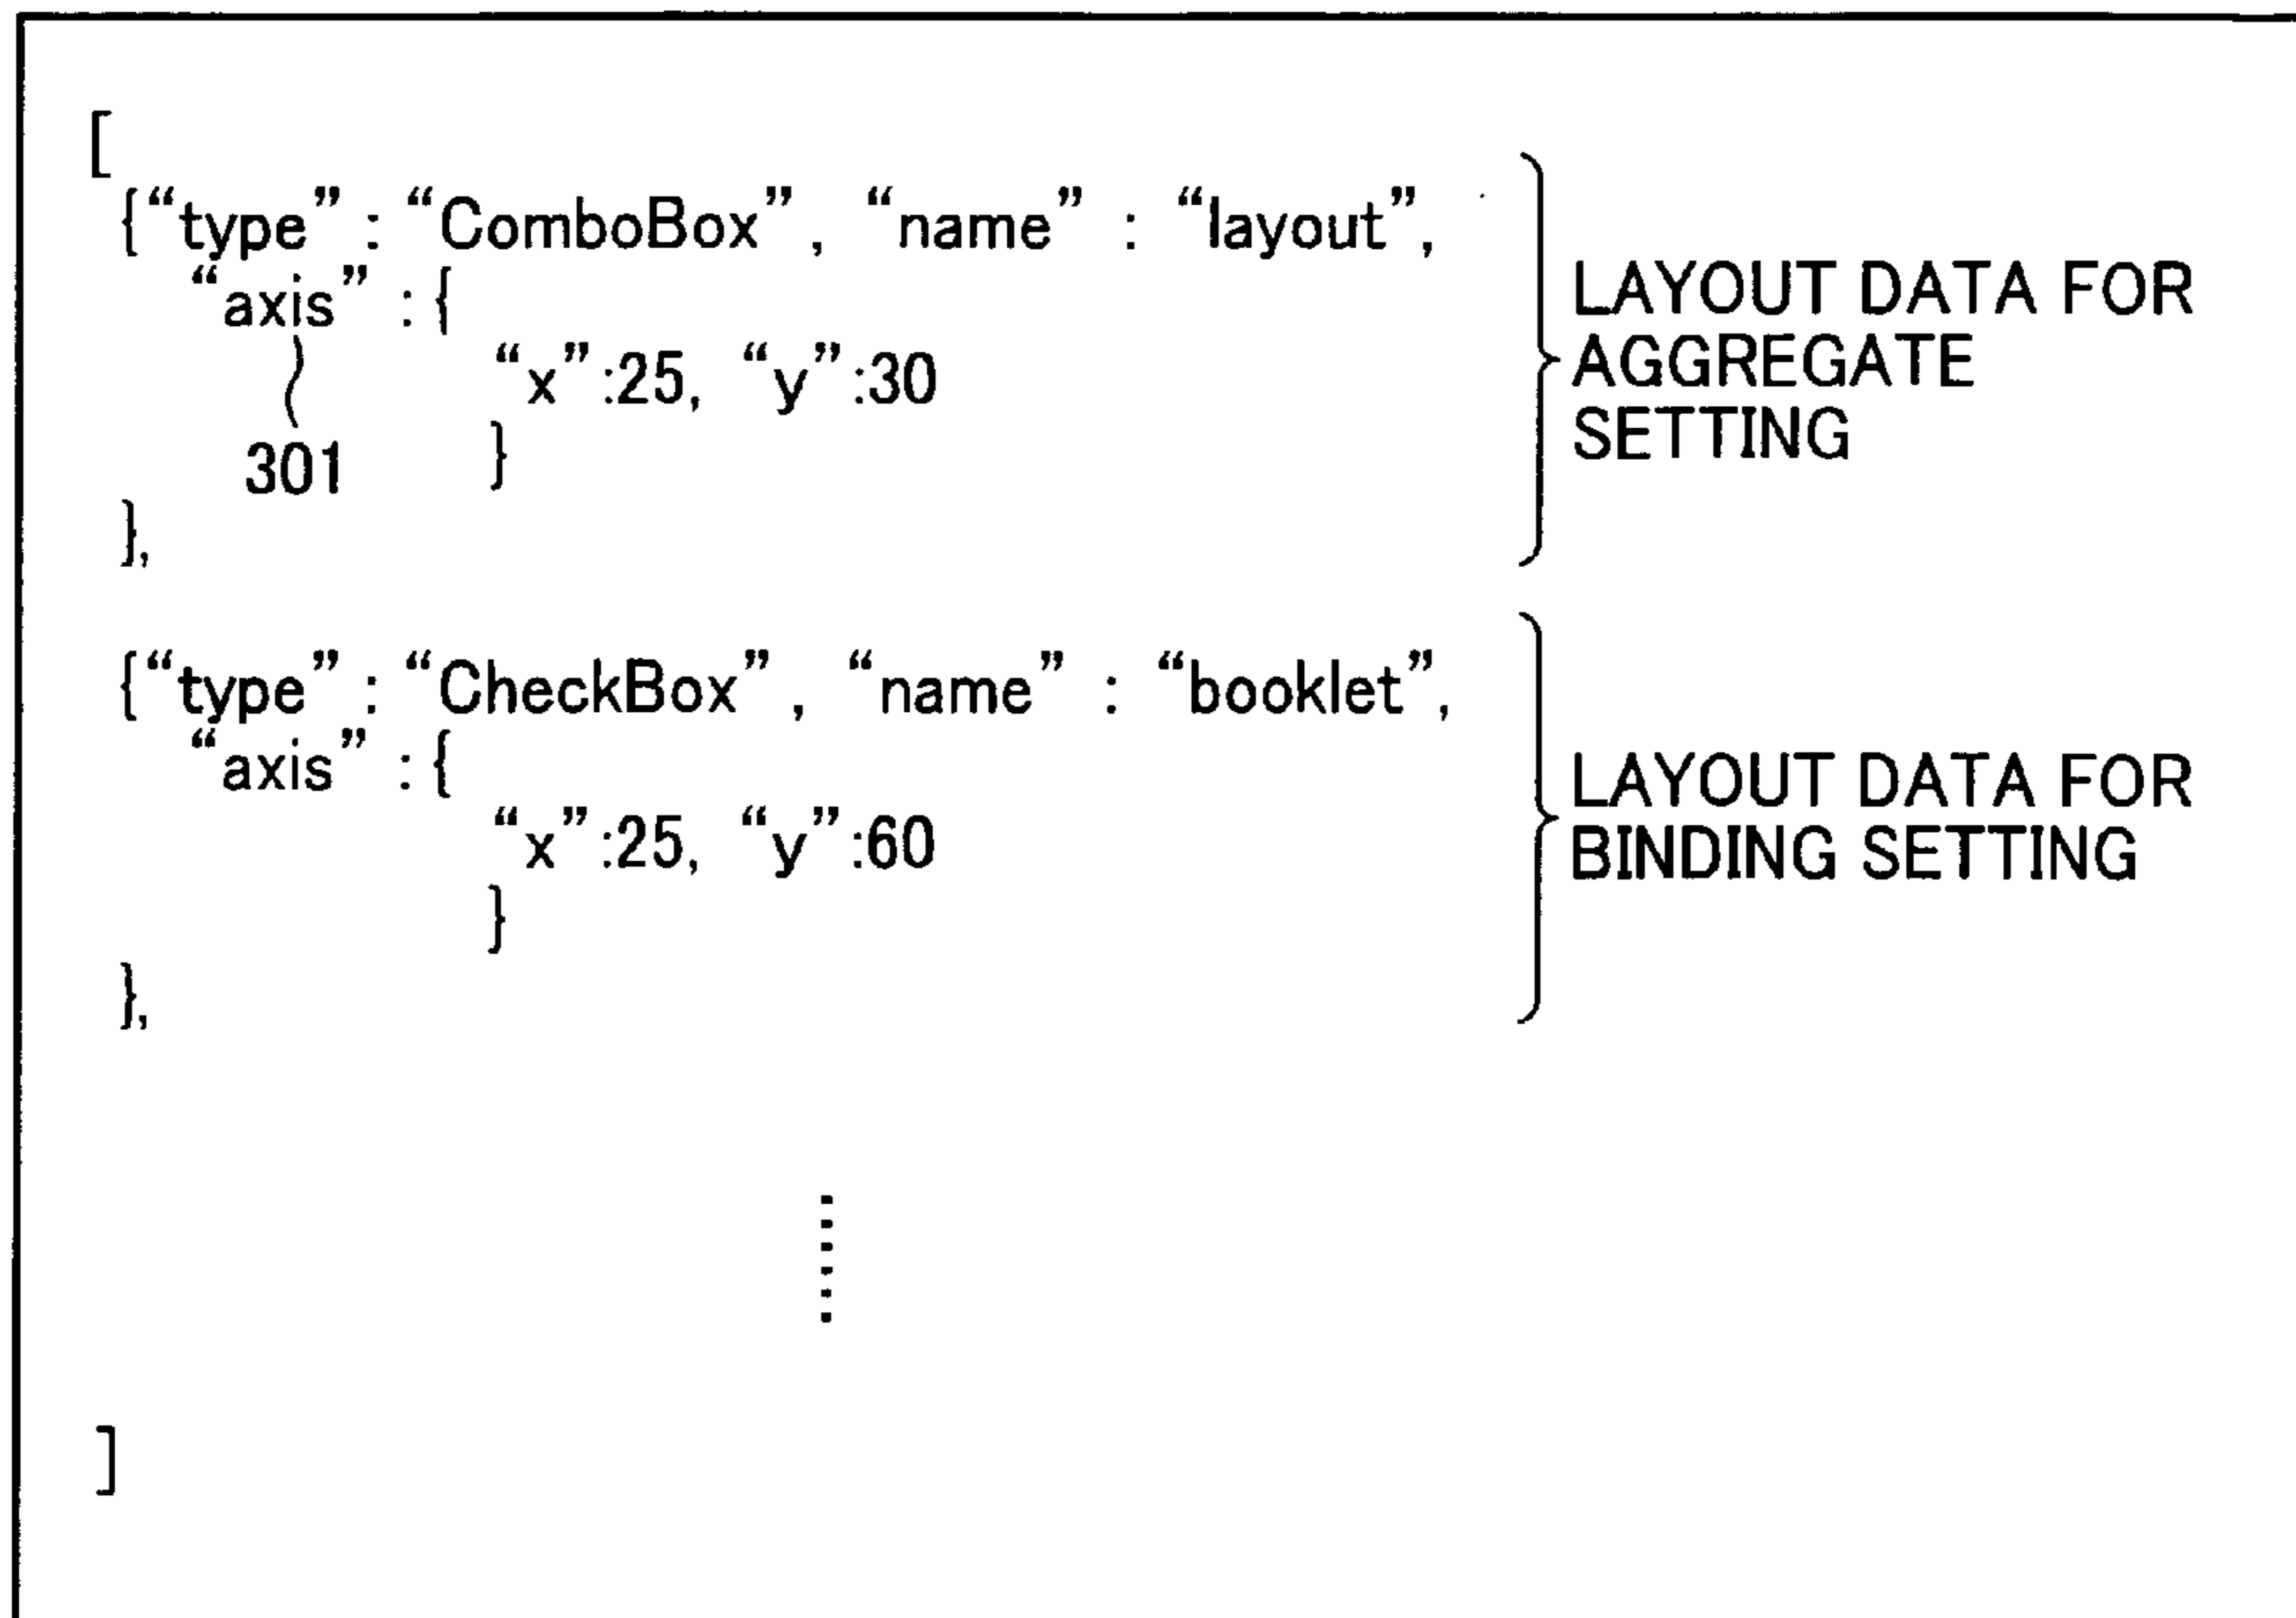 [
{“type” : “ComboBox”, “name” : “layout”,
“axis” : {
“x”:25, “y”:30
301 }
},
LAYOUT DATA FOR
AGGREGATE
SETTING
{“type” : “CheckBox”, “name” : “booklet”,
“axis” : {
“x”:25, “y”:60
}
},
LAYOUT DATA FOR
BINDING SETTING
]